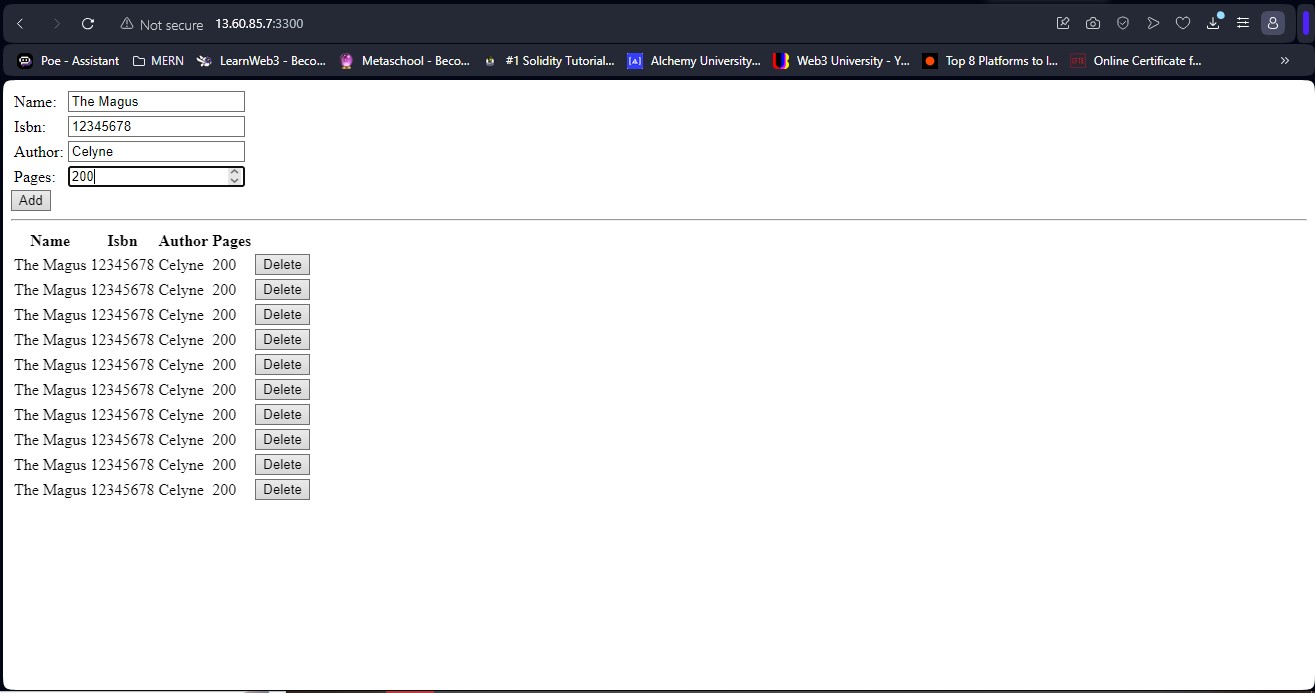 Not secure 13.60.85.7:3300
Poe - Assistant MERN LearnWeb3 - Beco... Metaschool - Beco... #1 Solidity Tutorial... Alchemy University... Web3 University - Y... Top 8 Platforms to l... Online Certificate f... »
Name: The Magus
Isbn: 12345678
Author: Celyne
Pages: 200
Add
Name Isbn Author Pages
The Magus 12345678 Celyne 200 Delete
The Magus 12345678 Celyne 200 Delete
The Magus 12345678 Celyne 200 Delete
The Magus 12345678 Celyne 200 Delete
The Magus 12345678 Celyne 200 Delete
The Magus 12345678 Celyne 200 Delete
The Magus 12345678 Celyne 200 Delete
The Magus 12345678 Celyne 200 Delete
The Magus 12345678 Celyne 200 Delete
The Magus 12345678 Celyne 200 Delete